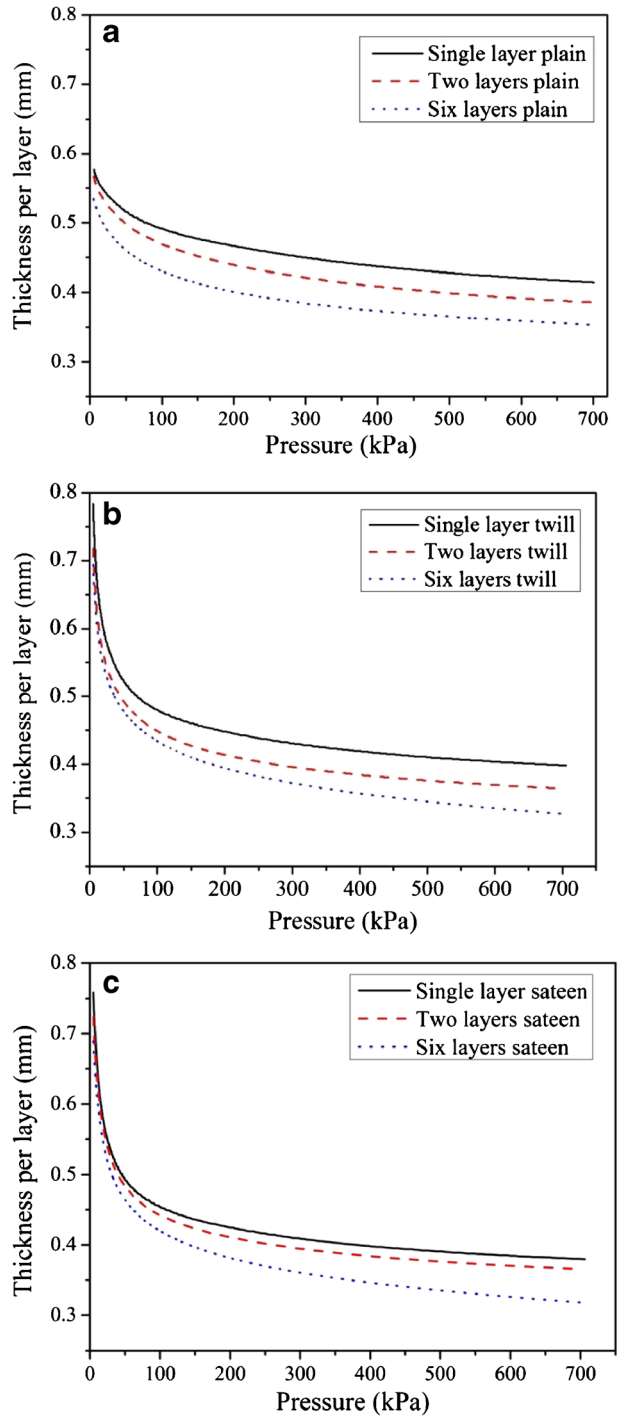 a
Single layer plain
Two layers plain
Six layers plain
Thickness per layer (mm)
0.8
0.7
0.6
0.5
0.4
0.3
0 100 200 300 400 500 600 700
Pressure (kPa)
b
Single layer twill
Two layers twill
Six layers twill
Thickness per layer (mm)
0.8
0.7
0.6
0.5
0.4
0.3
0 100 200 300 400 500 600 700
Pressure (kPa)
c
Single layer sateen
Two layers sateen
Six layers sateen
Thickness per layer (mm)
0.8
0.7
0.6
0.5
0.4
0.3
0 100 200 300 400 500 600 700
Pressure (kPa)